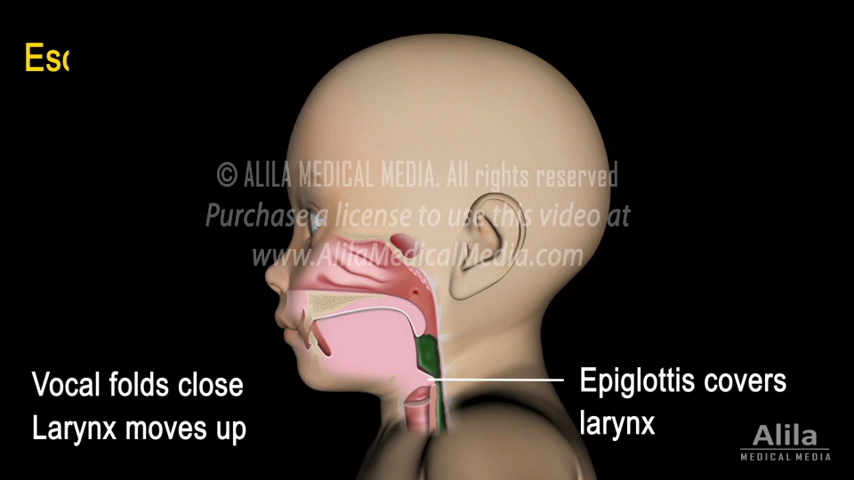 Esc
© ALILA MEDICAL MEDIA. All rights reserved
Purchase a license to use this video at
www.AlilaMedicalMedia.com
Vocal folds close
Larynx moves up
Epiglottis covers
larynx
Alila
MEDICAL MEDIA